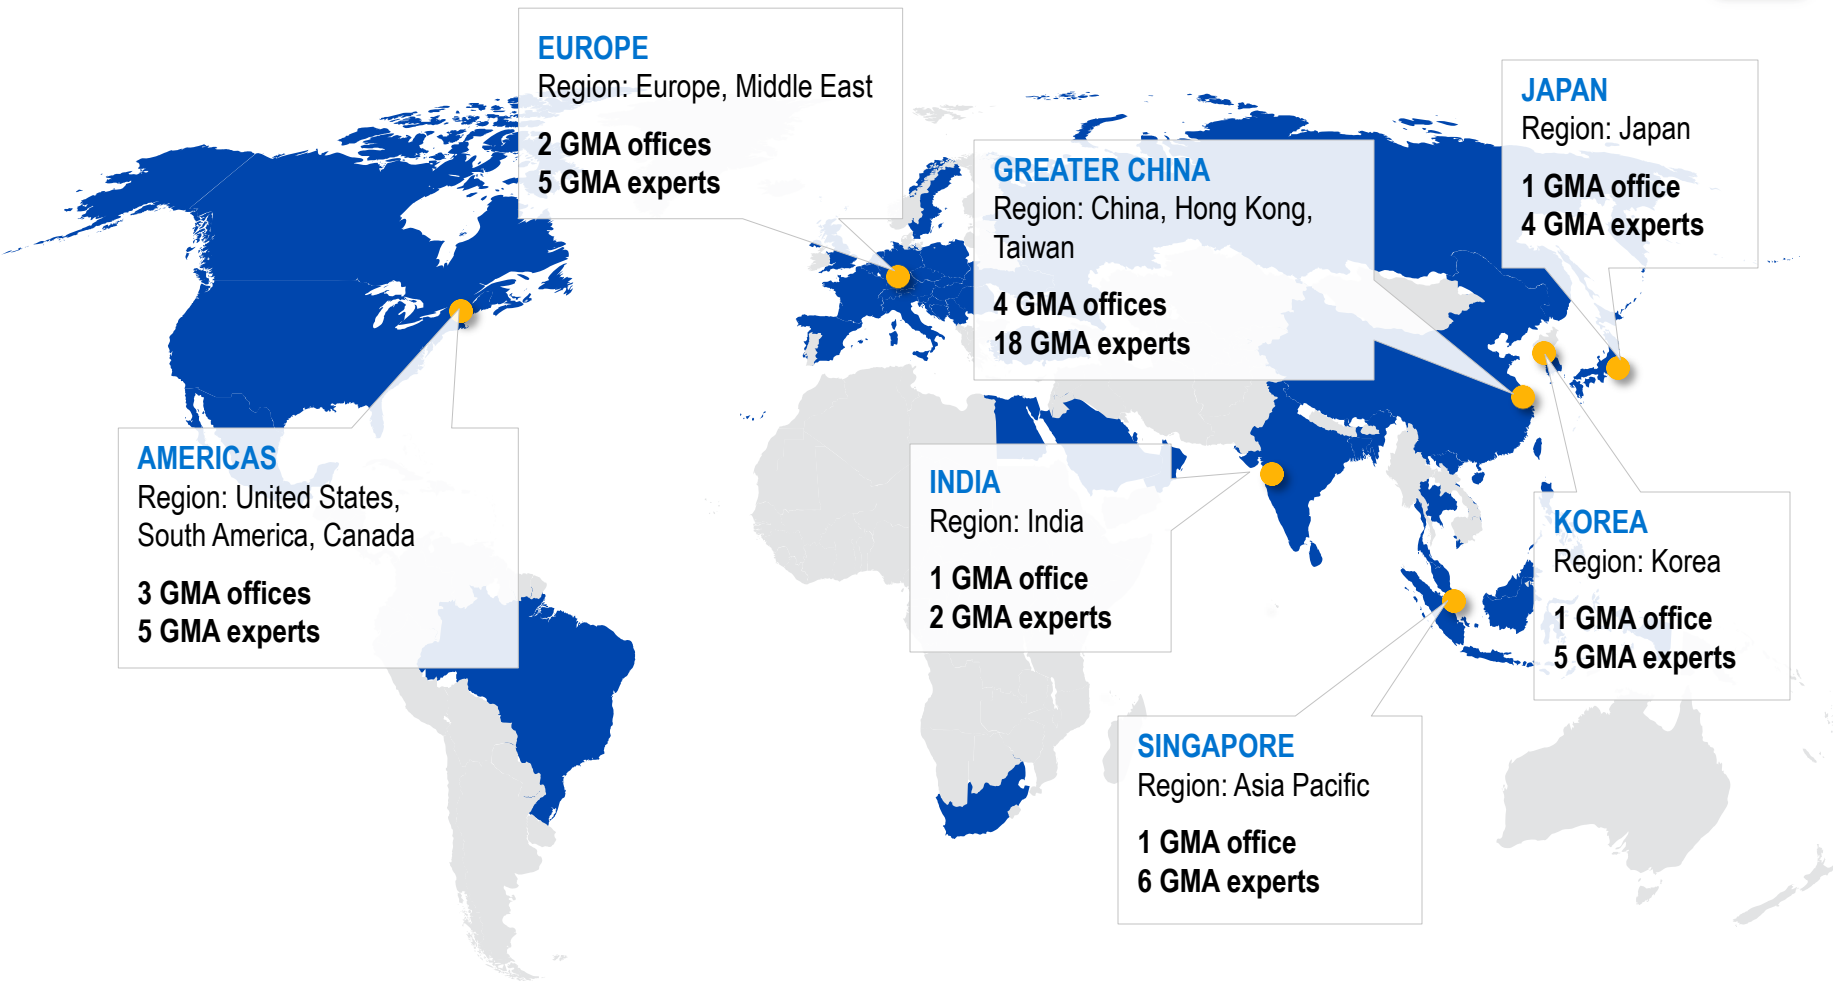 EUROPE
Region: Europe, Middle East
2 GMA offices
5 GMA experts
JAPAN
Region: Japan
1 GMA office
4 GMA experts
GREATER CHINA
Region: China, Hong Kong,
Taiwan
4 GMA offices
18 GMA experts
AMERICAS
Region: United States,
South America, Canada
3 GMA offices
5 GMA experts
INDIA
Region: India
1 GMA office
2 GMA experts
KOREA
Region: Korea
1 GMA office
5 GMA experts
SINGAPORE
Region: Asia Pacific
1 GMA office
6 GMA experts